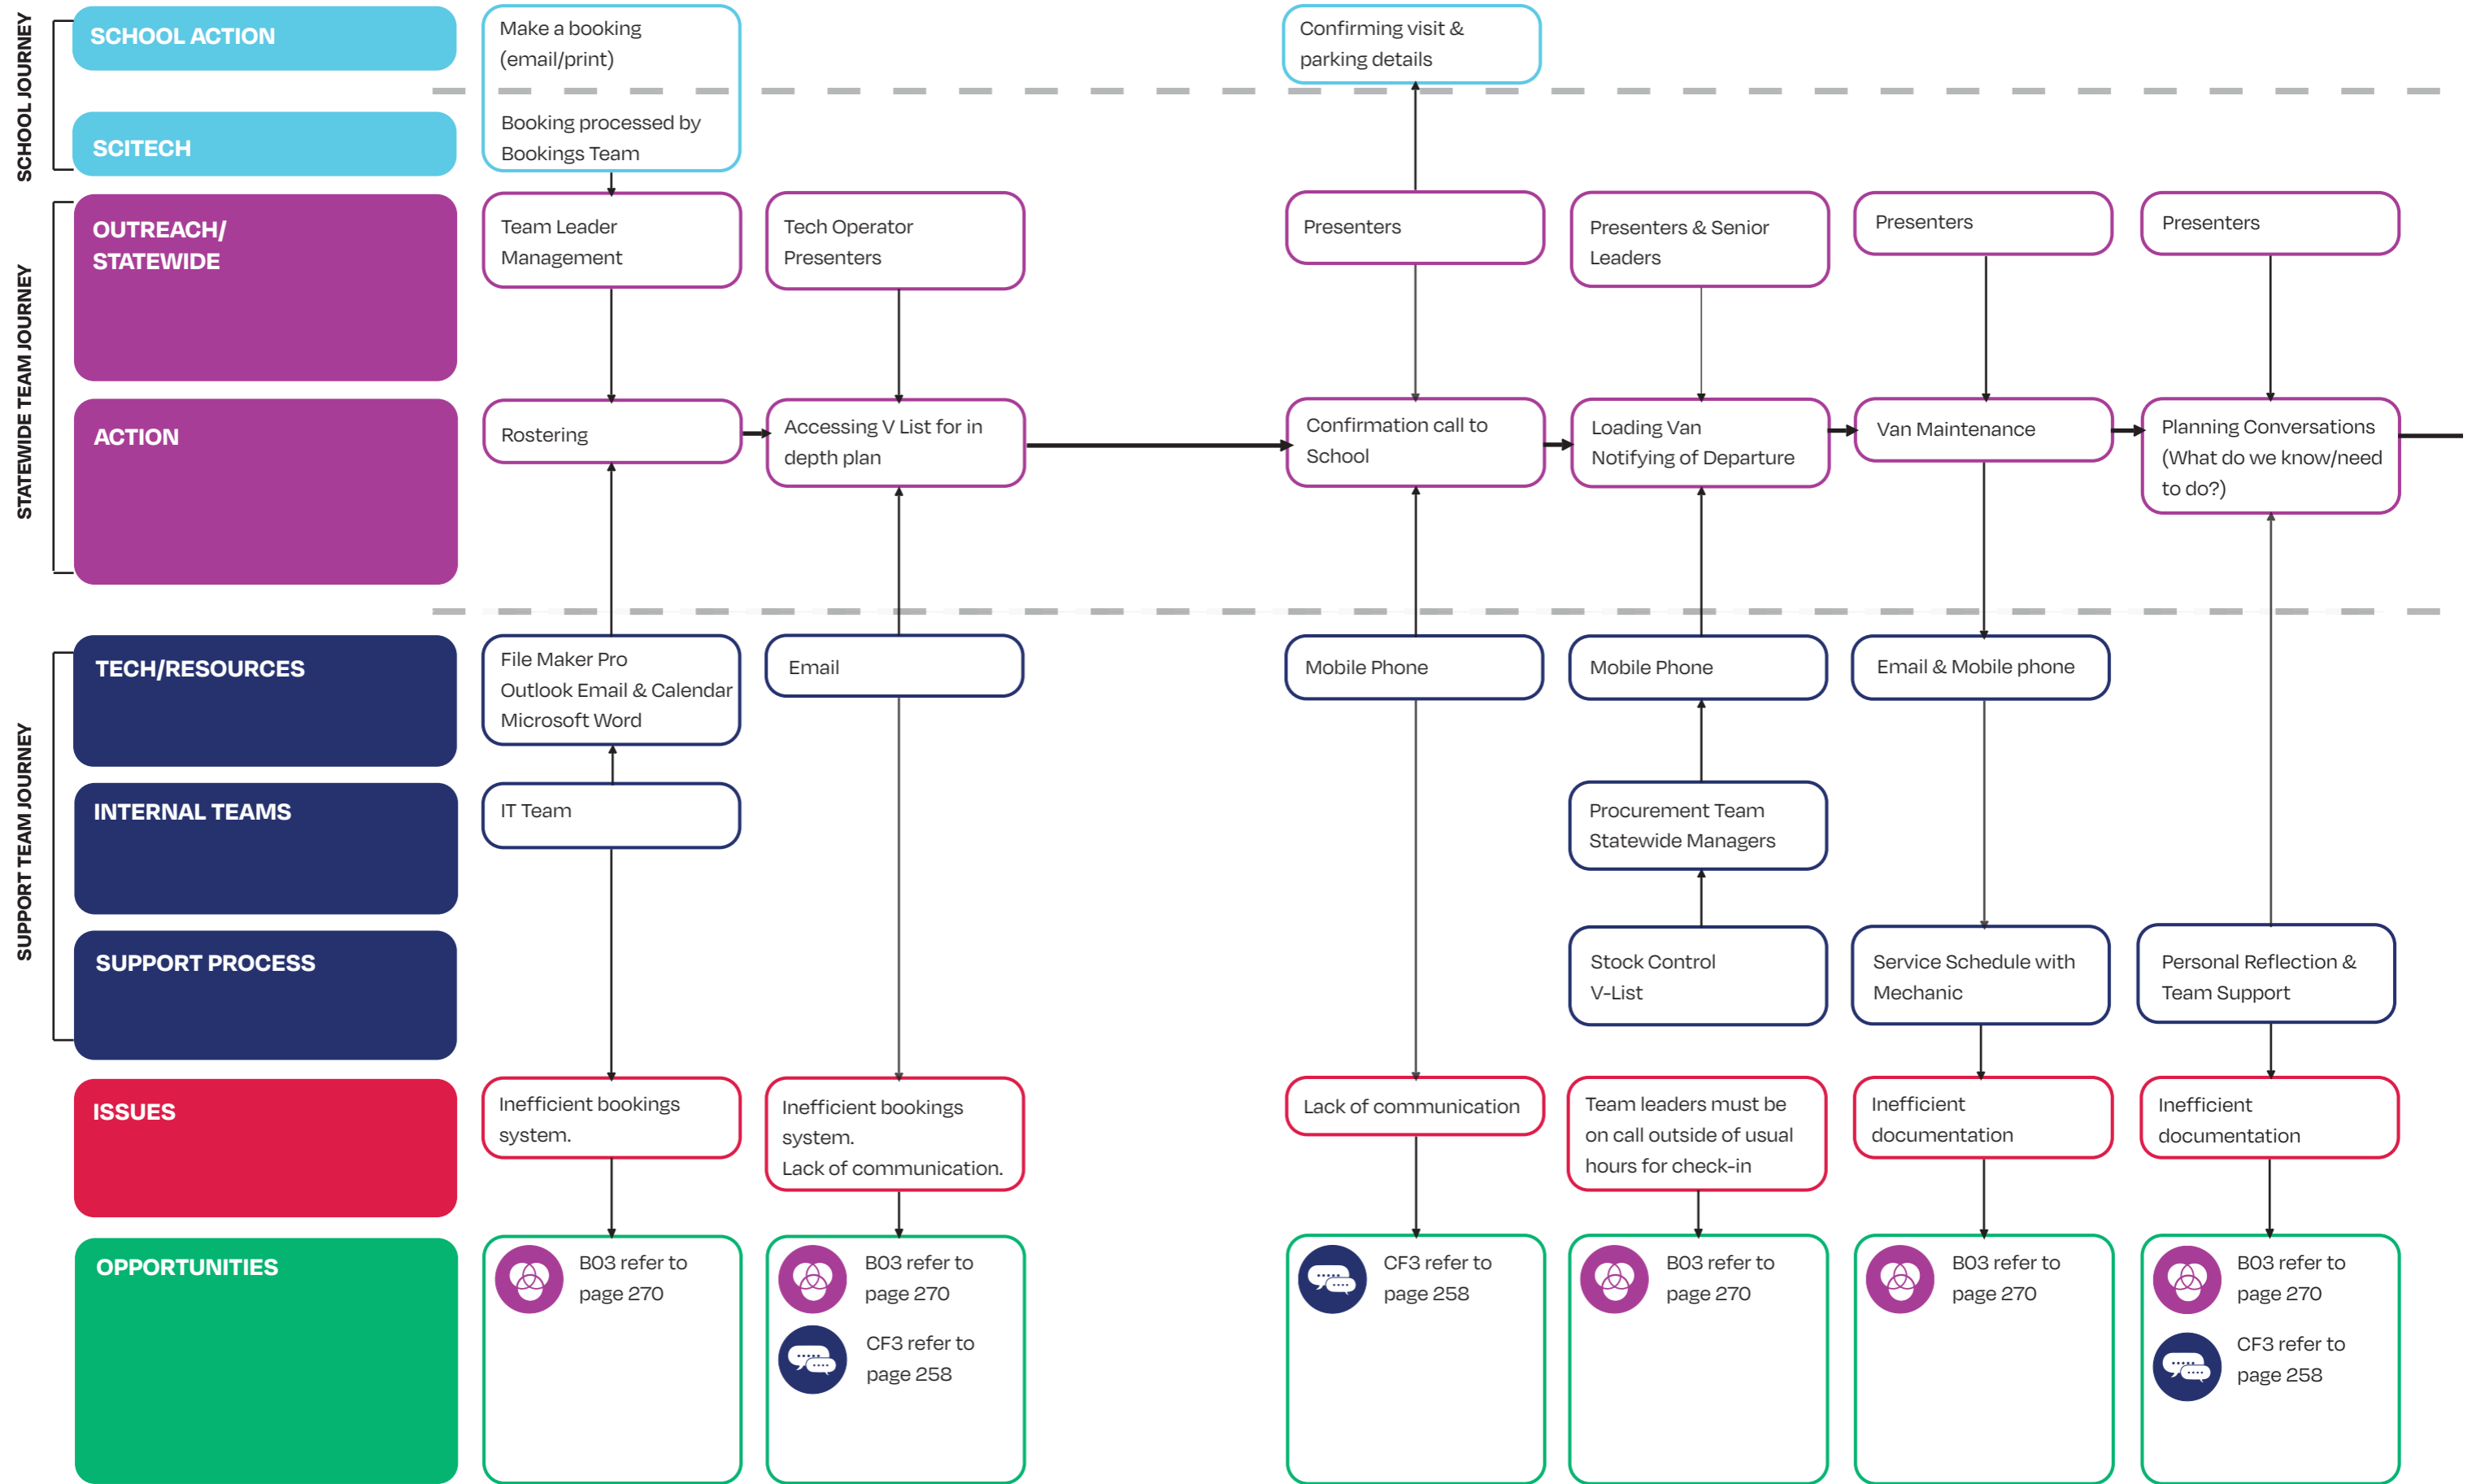 SCHOOL JOURNEY
SCHOOL ACTION
Make a booking
(email/print)
Confirming visit &
parking details
SCITECH
Booking processed by
Bookings Team
STATEWIDE TEAM JOURNEY
OUTREACH/
STATEWIDE
Team Leader
Management
Tech Operator
Presenters
Presenters
Presenters & Senior
Leaders
Presenters
Presenters
ACTION
Rostering
Accessing V List for in
depth plan
Confirmation call to
School
Loading Van
Notifying of Departure
Van Maintenance
Planning Conversations
(What do we know/need
to do?)
SUPPORT TEAM JOURNEY
TECH/RESOURCES
File Maker Pro
Outlook Email & Calendar
Microsoft Word
Email
Mobile Phone
Mobile Phone
Email & Mobile phone
INTERNAL TEAMS
IT Team
Procurement Team
Statewide Managers
SUPPORT PROCESS
Stock Control
V-List
Service Schedule with
Mechanic
Personal Reflection &
Team Support
ISSUES
Inefficient bookings
system.
Inefficient bookings
system.
Lack of communication.
Lack of communication
Team leaders must be
on call outside of usual
hours for check-in
Inefficient
documentation
Inefficient
documentation
OPPORTUNITIES
B03 refer to
page 270
B03 refer to
page 270
CF3 refer to
page 258
CF3 refer to
page 258
B03 refer to
page 270
B03 refer to
page 270
B03 refer to
page 270
CF3 refer to
page 258